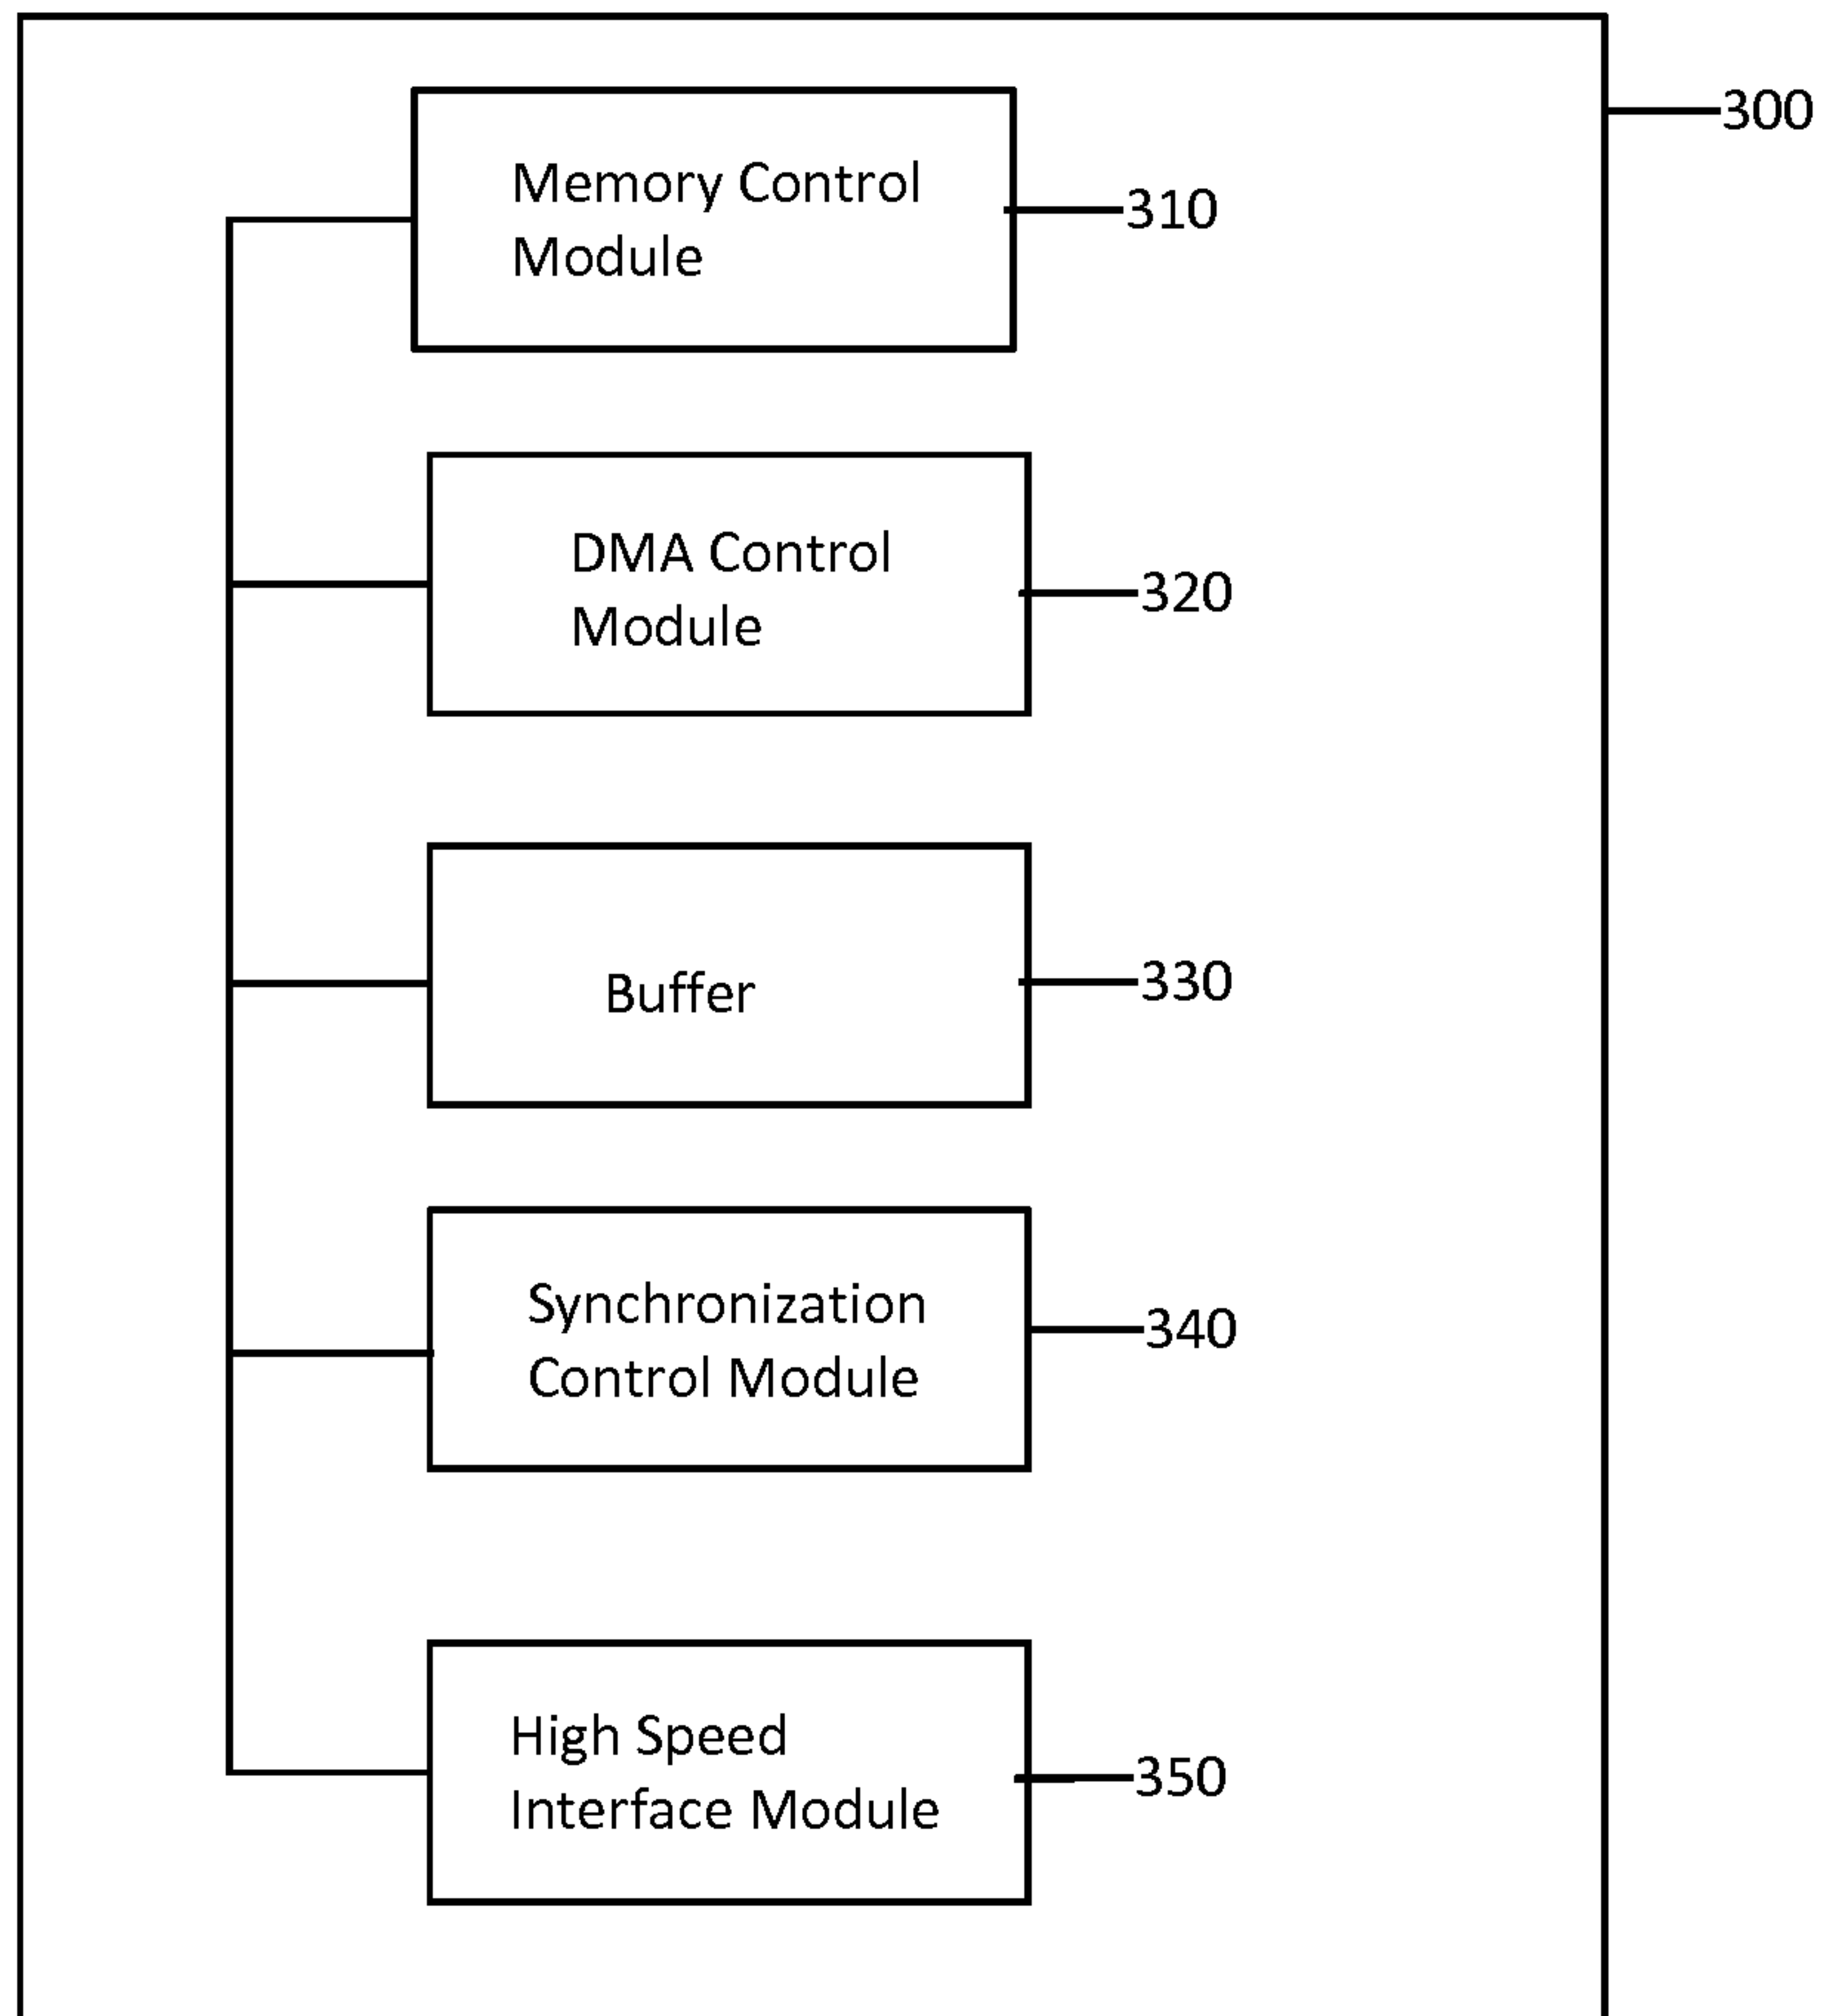 300
Memory Control
Module
310
DMA Control
Module
320
Buffer
330
Synchronization
Control Module
340
High Speed
Interface Module
350